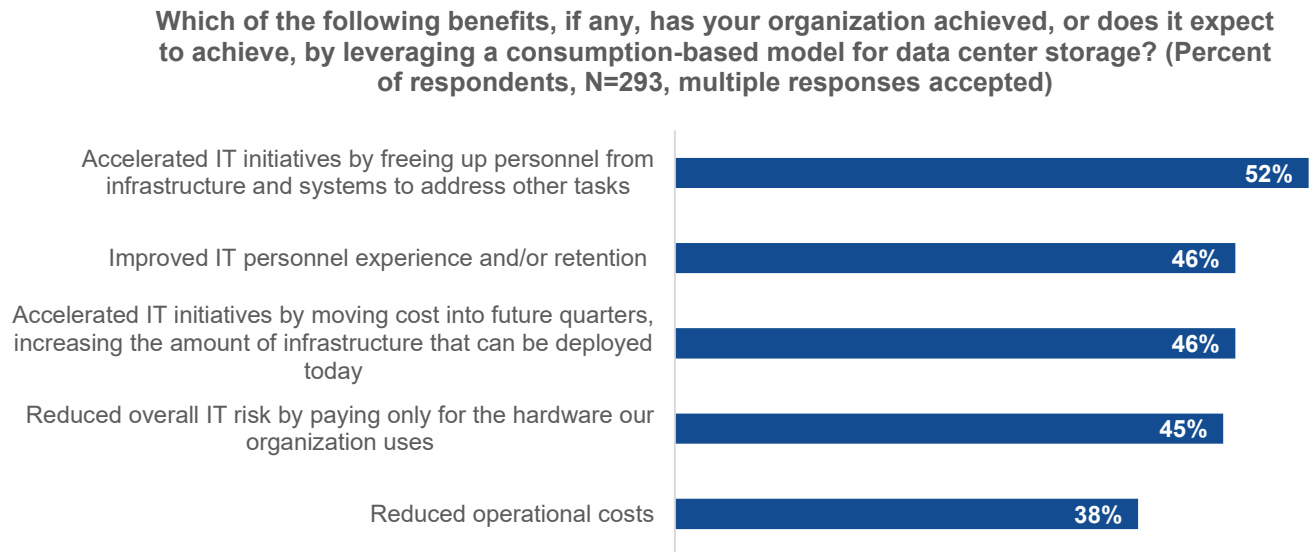 Which of the following benefits, if any, has your organization achieved, or does it expect
to achieve, by leveraging a consumption-based model for data center storage? (Percent
of respondents, N=293, multiple responses accepted)
Accelerated IT initiatives by freeing up personnel from
infrastructure and systems to address other tasks
52%
Improved IT personnel experience and/or retention
46%
Accelerated IT initiatives by moving cost into future quarters,
increasing the amount of infrastructure that can be deployed
today
46%
Reduced overall IT risk by paying only for the hardware our
organization uses
45%
Reduced operational costs
38%